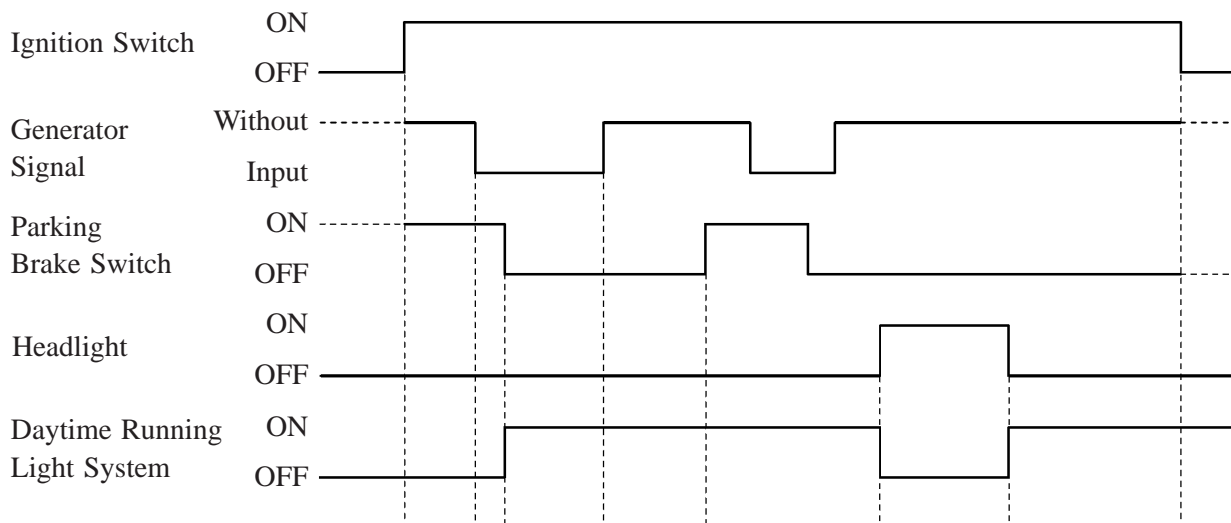 Ignition Switch
ON
OFF
Generator
Signal
Without
Input
Parking
Brake Switch
ON
OFF
Headlight
ON
OFF
Daytime Running
Light System
ON
OFF